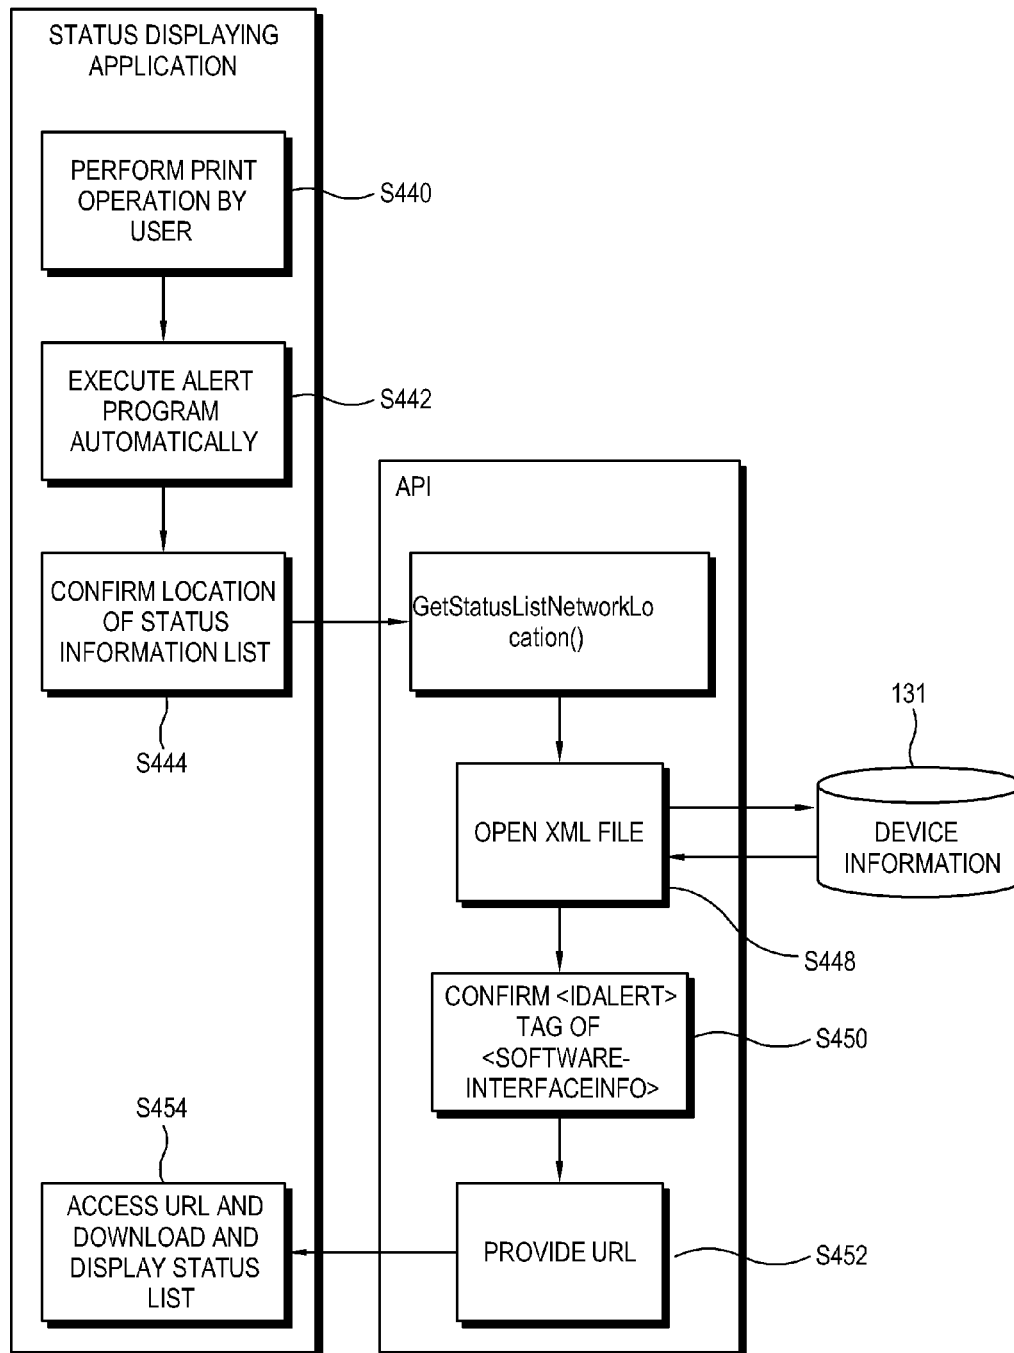 STATUS DISPLAYING
APPLICATION
PERFORM PRINT
OPERATION BY
USER
S440
EXECUTE ALERT
PROGRAM
AUTOMATICALLY
S442
CONFIRM LOCATION
OF STATUS
INFORMATION LIST
S444
API
GetStatusListNetworkLo
cation()
OPEN XML FILE
S448
131
DEVICE
INFORMATION
CONFIRM <IDALERT>
TAG OF
<SOFTWARE-
INTERFACEINFO>
S450
PROVIDE URL
S452
S454
ACCESS URL AND
DOWNLOAD AND
DISPLAY STATUS
LIST